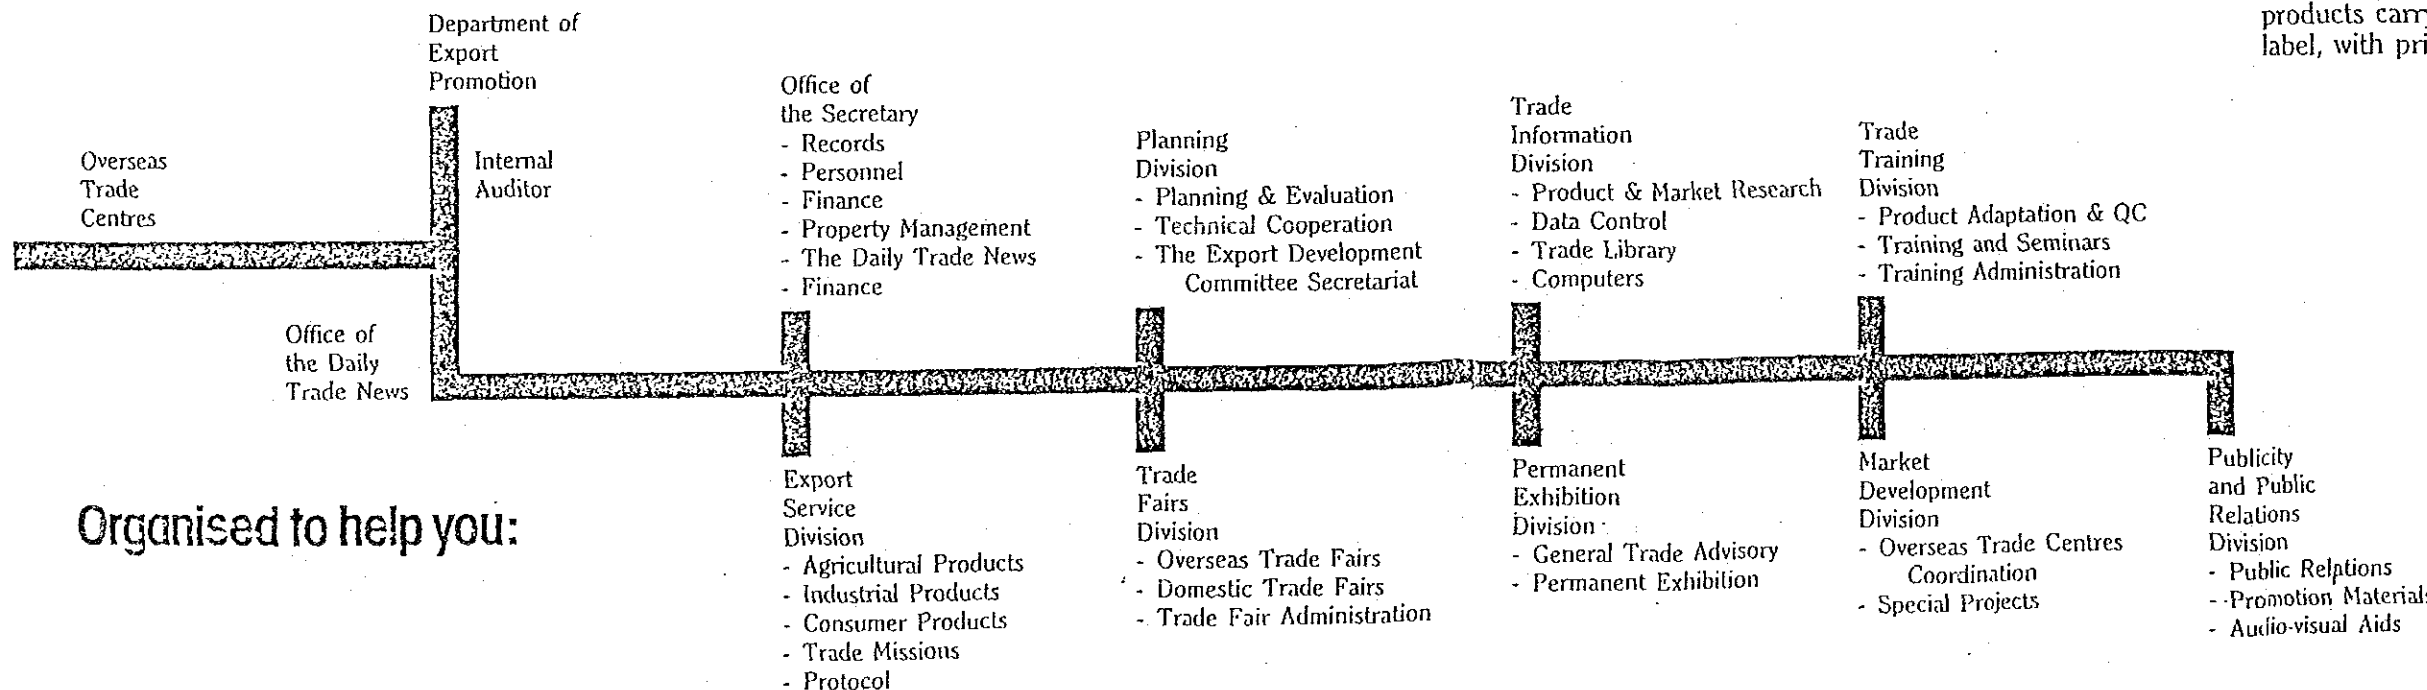 products carry
label, with pri
Department of
Export
Promotion
Overseas
Trade
Centres
Internal
Auditor
Office of
the Daily
Trade News
Office of
the Secretary
- Records
- Personnel
- Finance
- Property Management
- The Daily Trade News
- Finance
Planning
Division
- Planning & Evaluation
- Technical Cooperation
- The Export Development
Committee Secretarial
Trade
Information
Division
- Product & Market Research
- Data Control
- Trade Library
- Computers
Trade
Training
Division
- Product Adaptation & QC
- Training and Seminars
- Training Administration
Organised to help you:
Export
Service
Division
- Agricultural Products
- Industrial Products
- Consumer Products
- Trade Missions
- Protocol
Trade
Fairs
Division
- Overseas Trade Fairs
- Domestic Trade Fairs
- Trade Fair Administration
Permanent
Exhibition
Division
- General Trade Advisory
- Permanent Exhibition
Market
Development
Division
- Overseas Trade Centres
Coordination
- Special Projects
Publicity
and Public
Relations
Division
- Public Relations
- Promotion Materials
- Audio-visual Aids